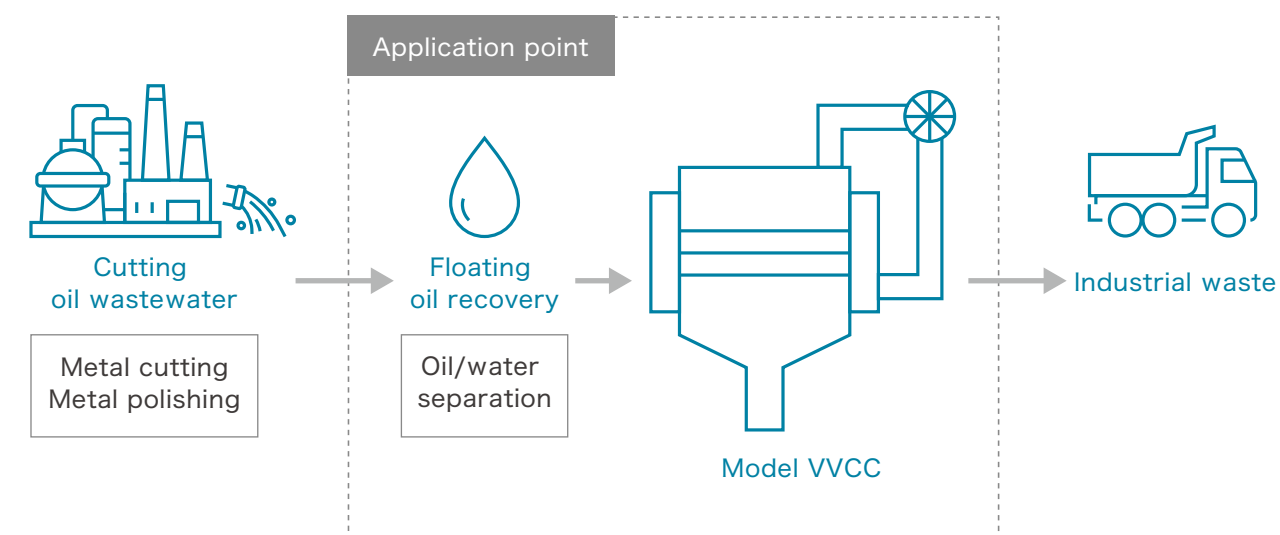 Application point
Cutting
oil wastewater
Metal cutting
Metal polishing
Floating
oil recovery
Oil/water
separation
Model VVCC
Industrial waste